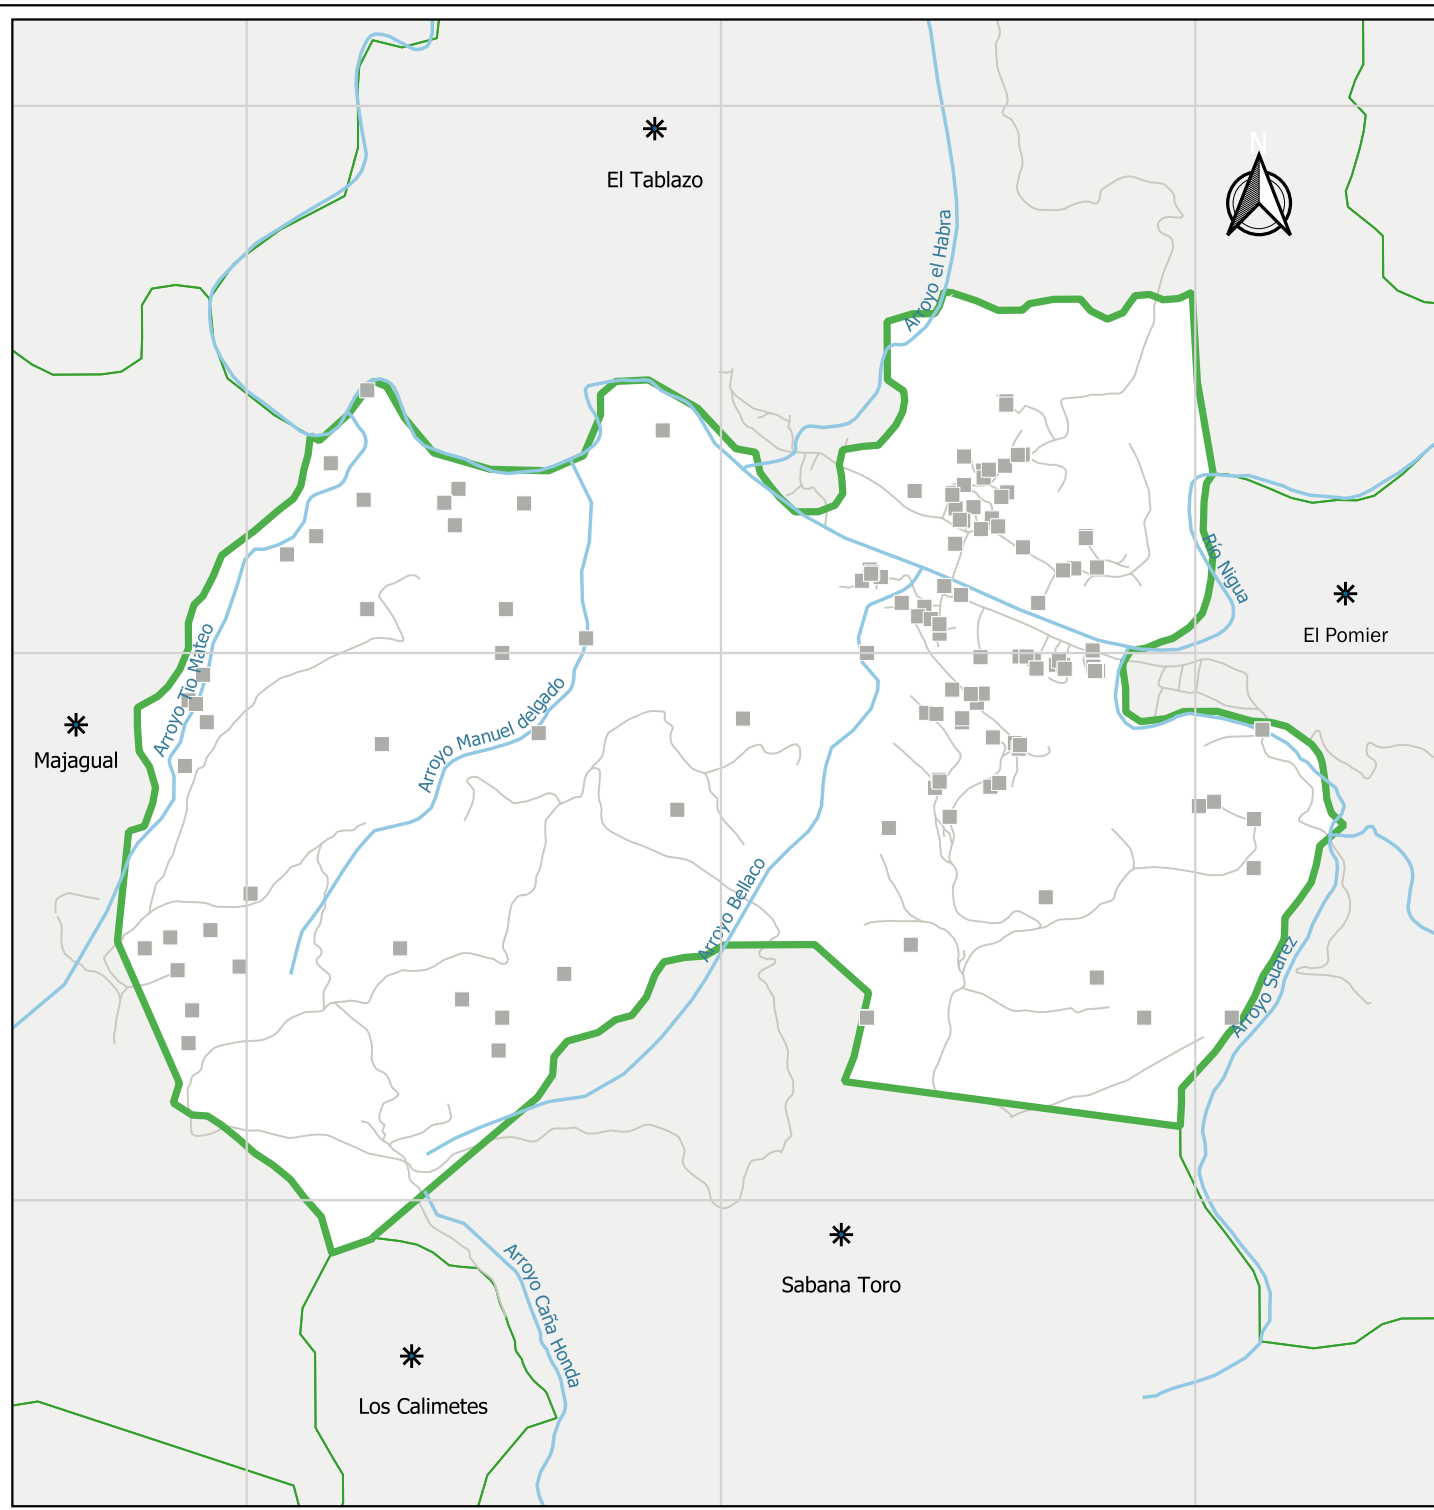 N
El Tablazo
Arroyo el Habra
Río Nigua
El Pomier
Arroyo Tio Mateo
Majagual
Arroyo Manuel delgado
Arroyo Bellaco
Arroyo Suarez
Sabana Toro
Arroyo Caña Honda
Los Calimetes